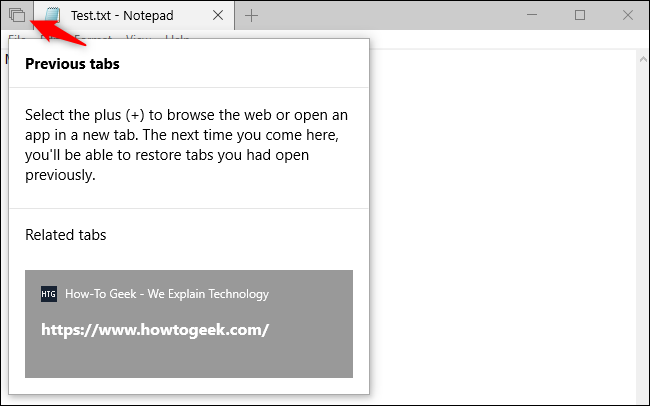 Test.txt - Notepad
File Format View Help
Previous tabs
Select the plus (+) to browse the web or open an
app in a new tab. The next time you come here,
you'll be able to restore tabs you had open
previously.
Related tabs
HTG How-To Geek - We Explain Technology
https://www.howtogeek.com/